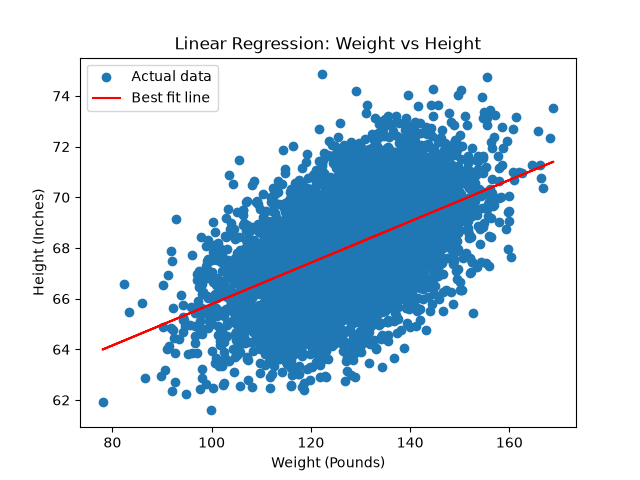 Linear Regression: Weight vs Height
Actual data
Best fit line
Height (Inches)
74
72
70
68
66
64
62
80 100 120 140 160
Weight (Pounds)